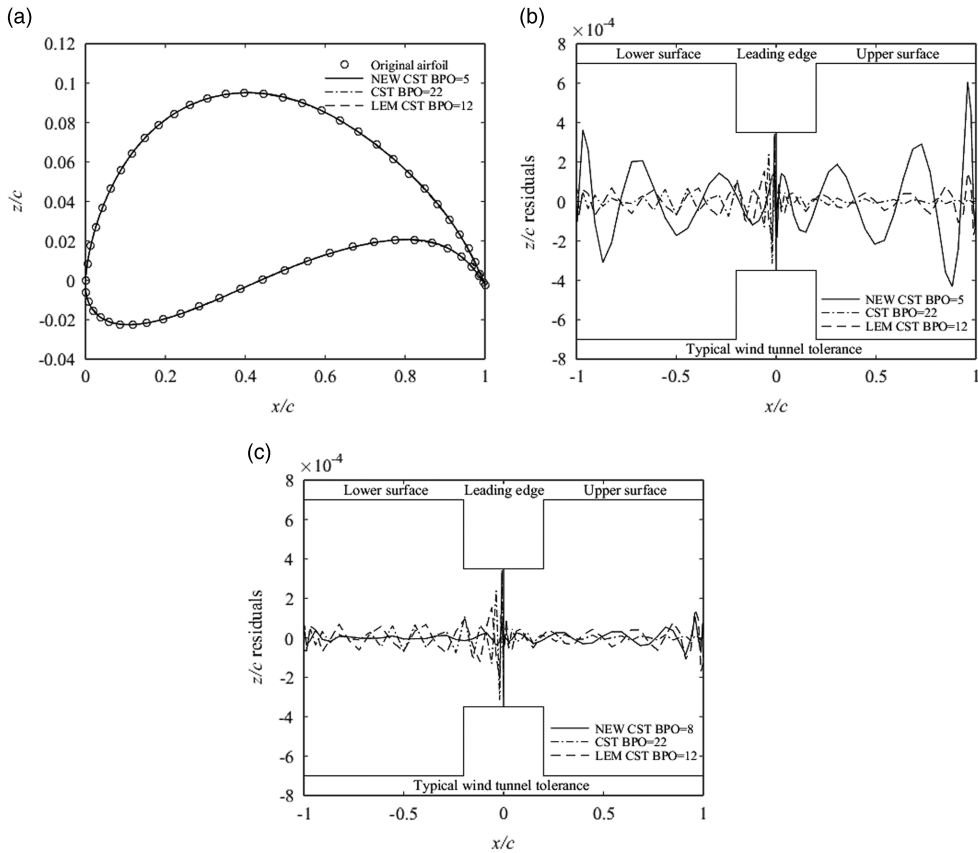 (a)
0.12
0.1
0.08
0.06
0.04
0.02
0
-0.02
-0.04
z/c
Original airfoil
NEW CST BPO=5
CST BPO=22
LEM CST BPO=12
0 0.2 0.4 0.6 0.8 1
x/c
(b)
×10-4
8
6
4
2
0
-2
-4
-6
-8
z/c residuals
Lower surface Leading edge Upper surface
NEW CST BPO=5
CST BPO=22
LEM CST BPO=12
Typical wind tunnel tolerance
-1 -0.5 0 0.5 1
x/c
(c)
×10-4
8
6
4
2
0
-2
-4
-6
-8
z/c residuals
Lower surface Leading edge Upper surface
NEW CST BPO=8
CST BPO=22
LEM CST BPO=12
Typical wind tunnel tolerance
-1 -0.5 0 0.5 1
x/c